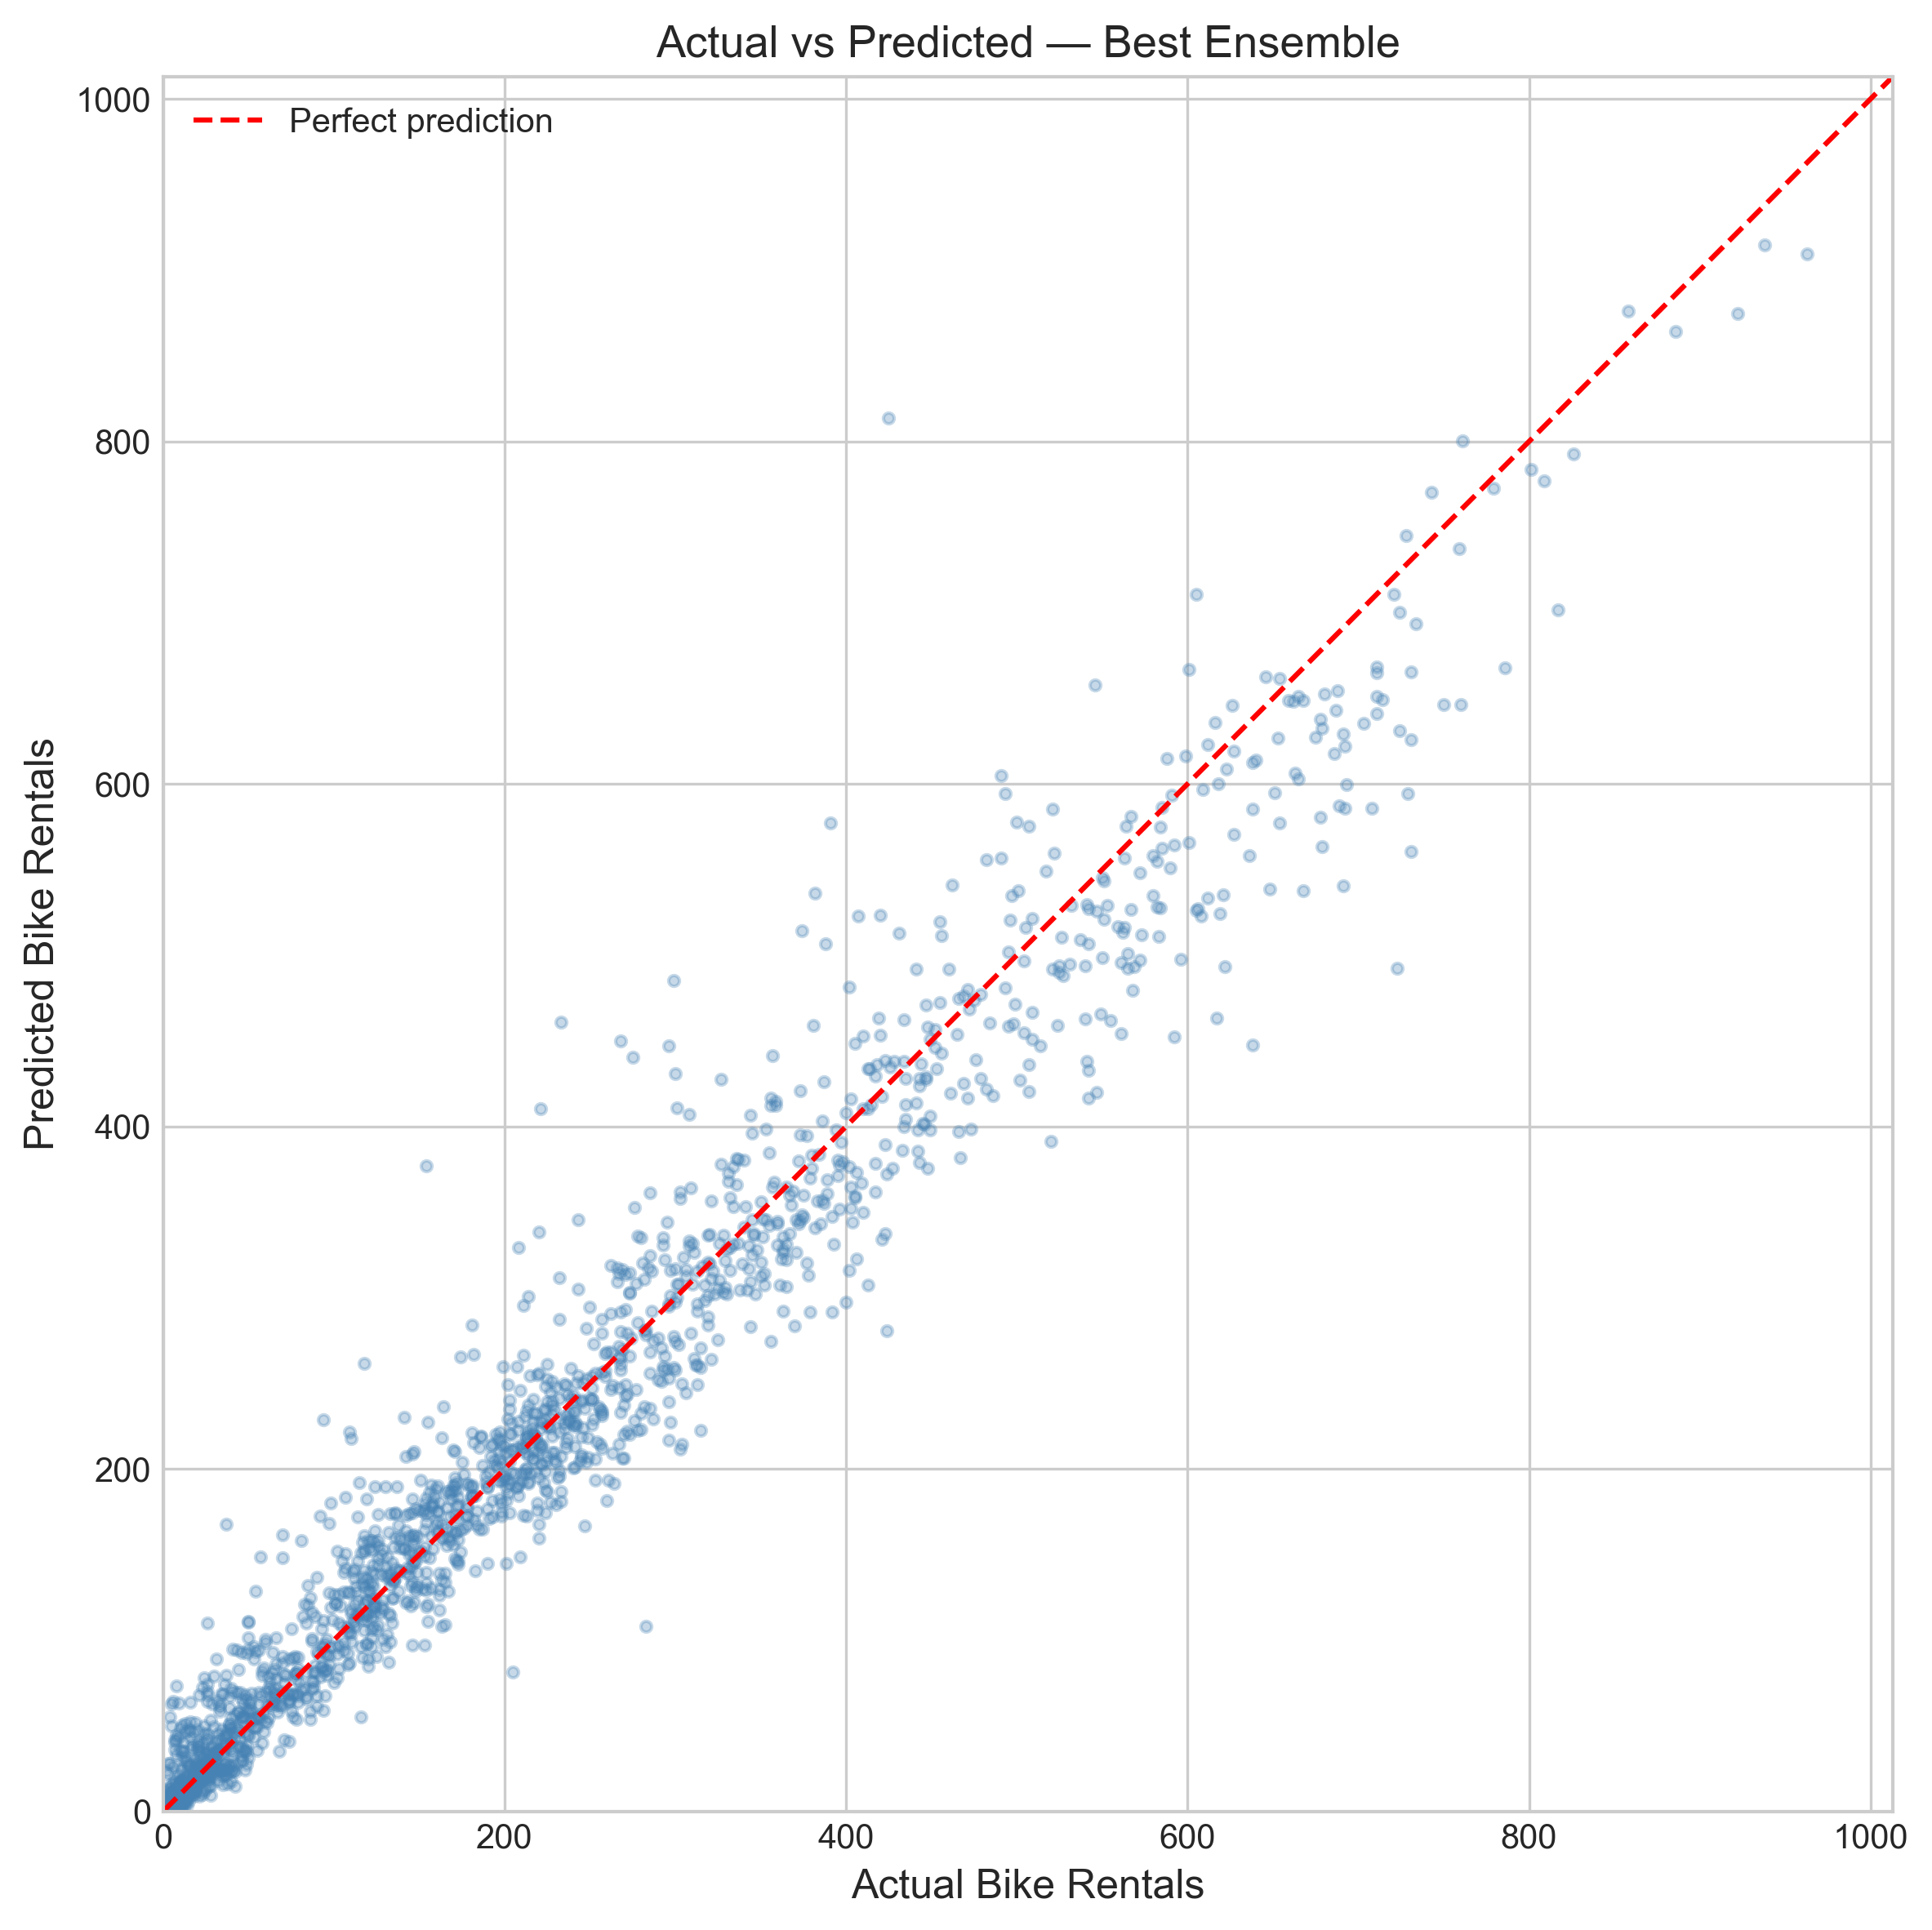 Actual vs Predicted — Best Ensemble
Perfect prediction
1000
800
600
400
200
0
Predicted Bike Rentals
0 200 400 600 800 1000
Actual Bike Rentals